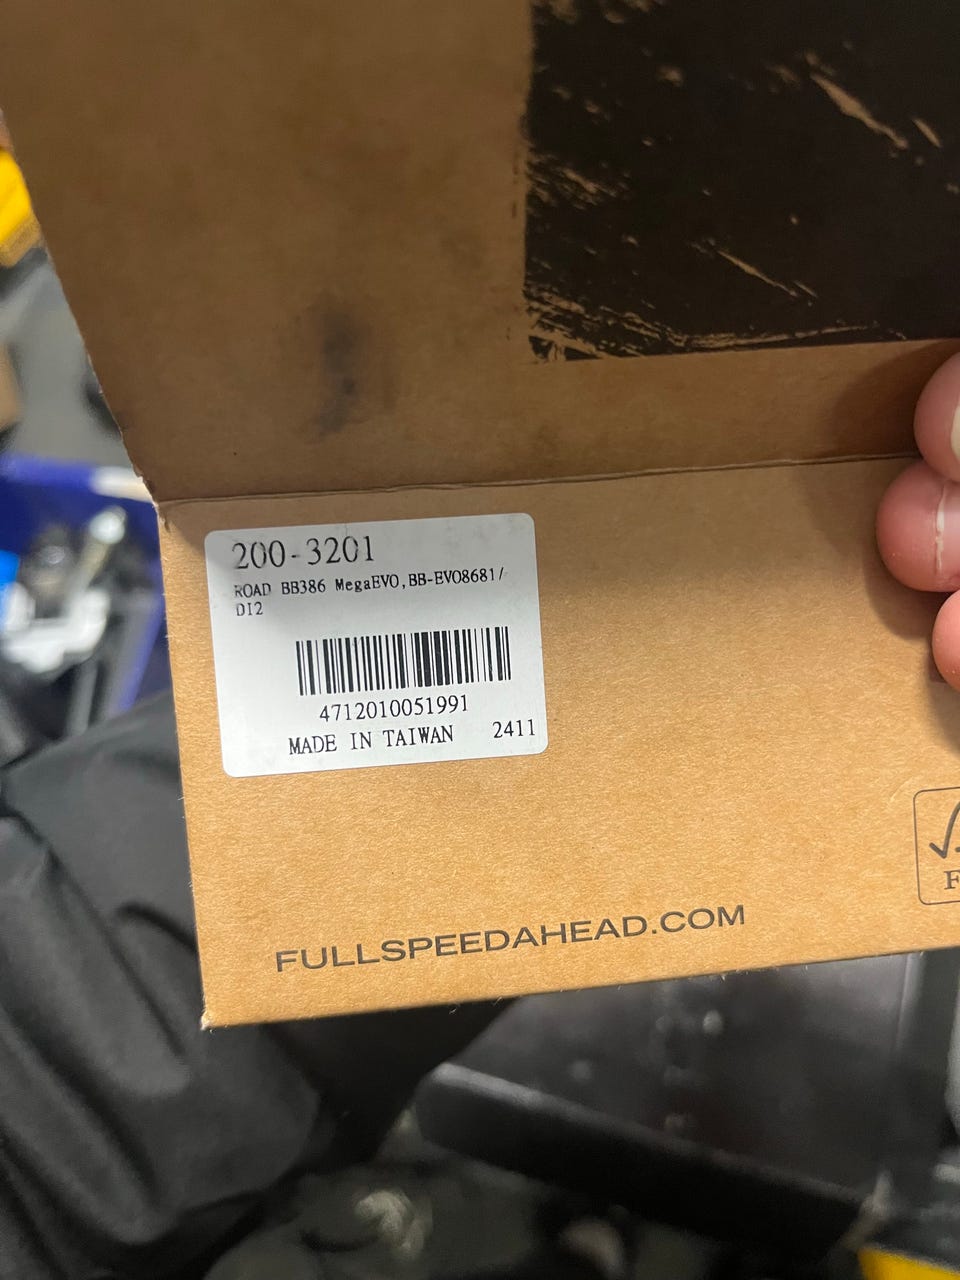 200-3201
ROAD BB386 MegaEVO,BB-EVO8681/
DI2
4712010051991
MADE IN TAIWAN 2411
FULLSPEEDAHEAD.COM